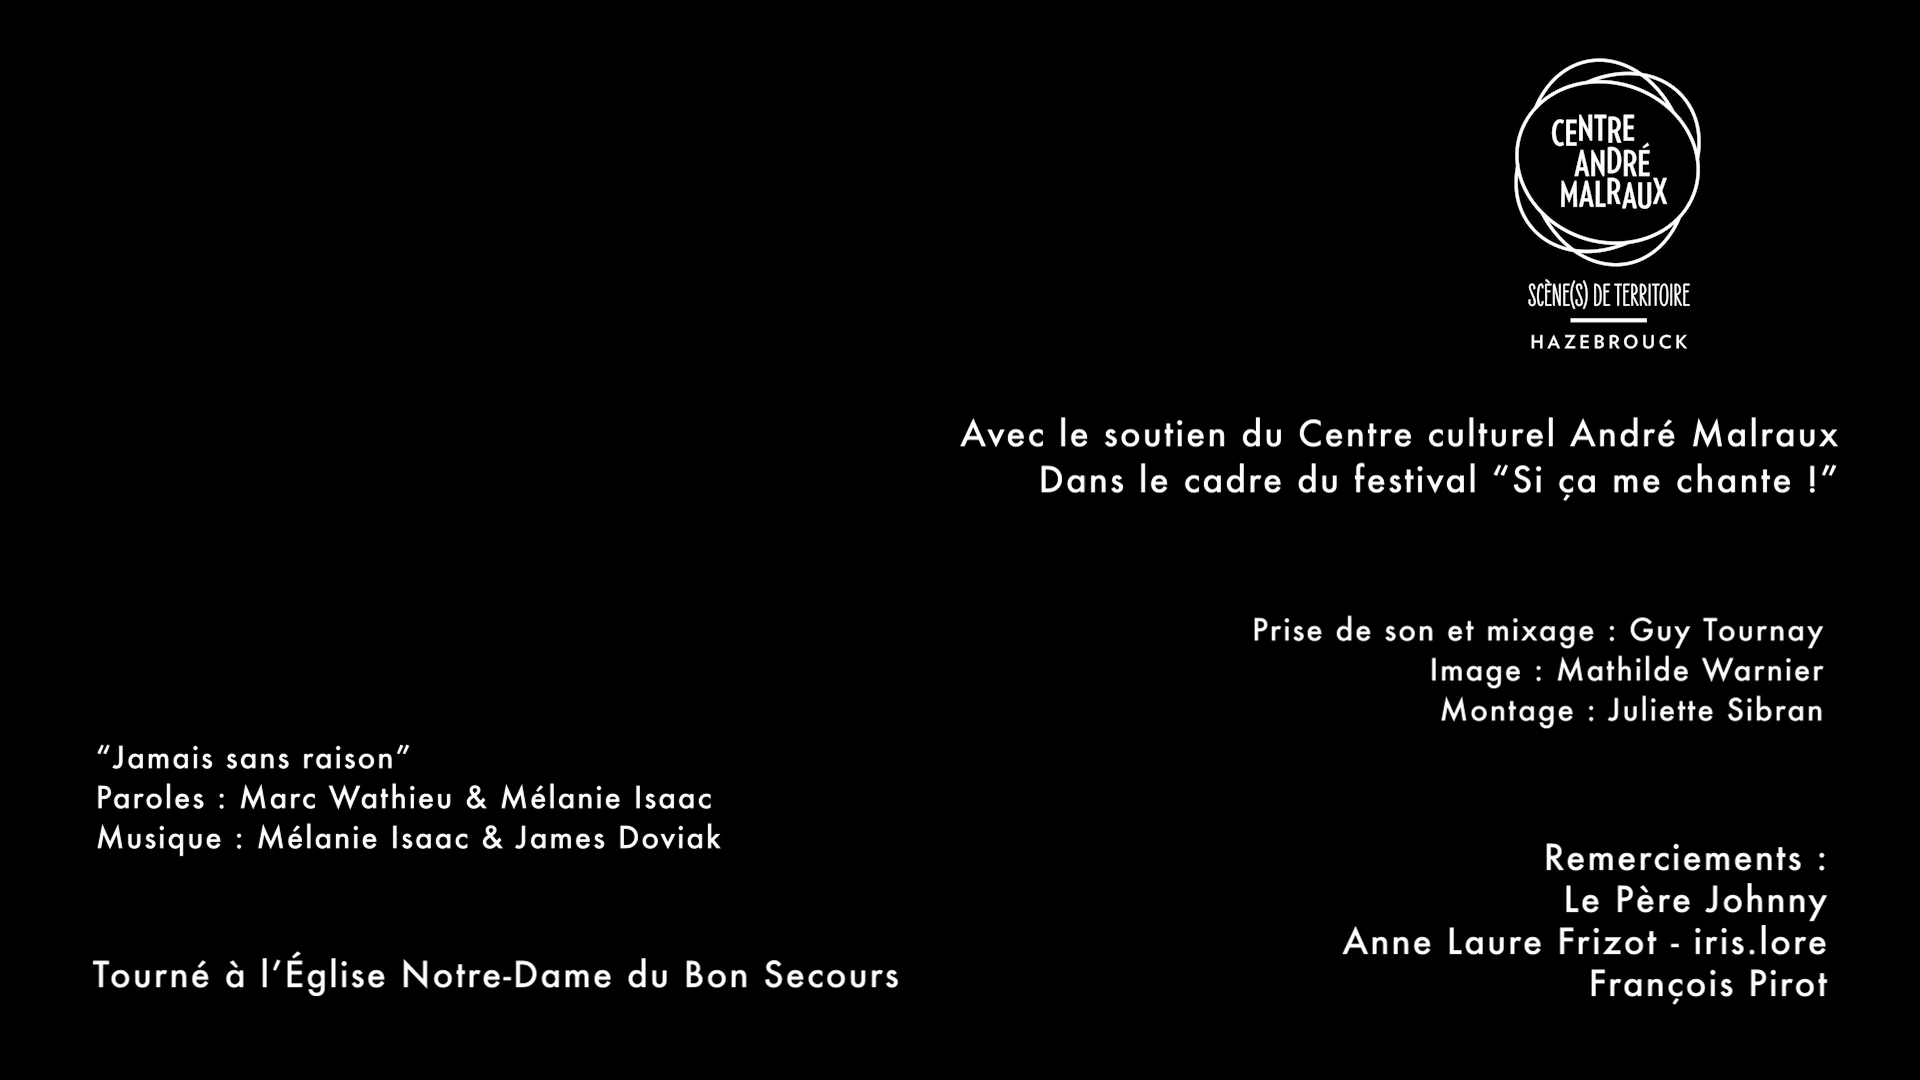 CENTRE
ANDRÉ
MALRAUX
SCÈNE(S) DE TERRITOIRE
HAZEBROUCK
Avec le soutien du Centre culturel André Malraux
Dans le cadre du festival “Si ça me chante !”
Prise de son et mixage : Guy Tournay
Image : Mathilde Warnier
Montage : Juliette Sibran
“Jamais sans raison”
Paroles : Marc Wathieu & Mélanie Isaac
Musique : Mélanie Isaac & James Doviak
Tourné à l’Église Notre-Dame du Bon Secours
Remerciements :
Le Père Johnny
Anne Laure Frizot - iris.lore
François Pirot